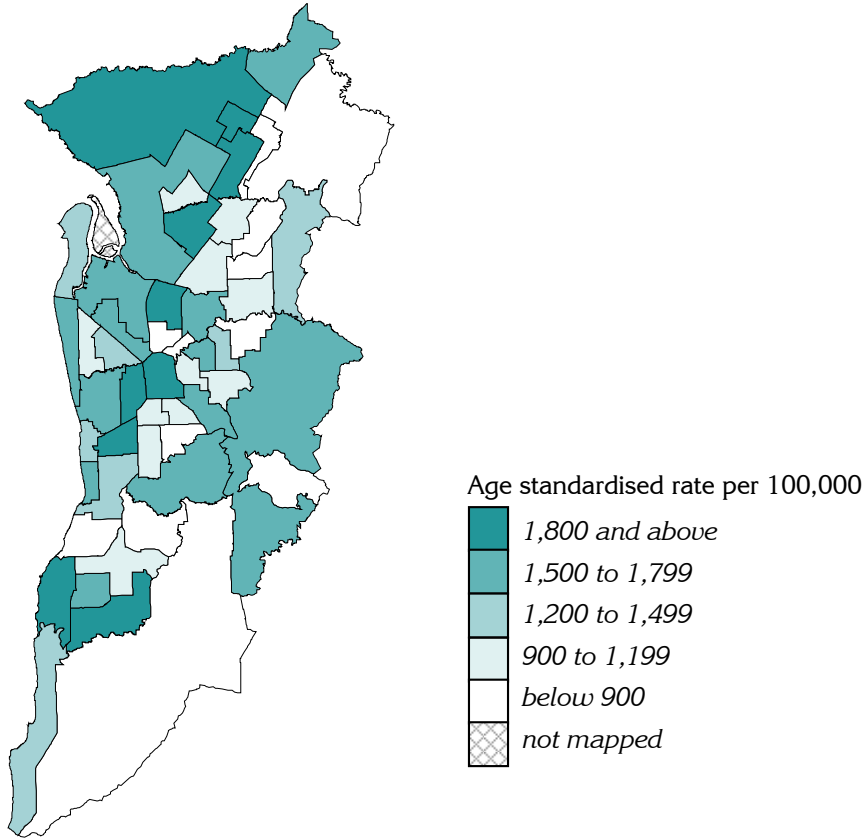 Age standardised rate per 100,000
1,800 and above
1,500 to 1,799
1,200 to 1,499
900 to 1,199
below 900
not mapped